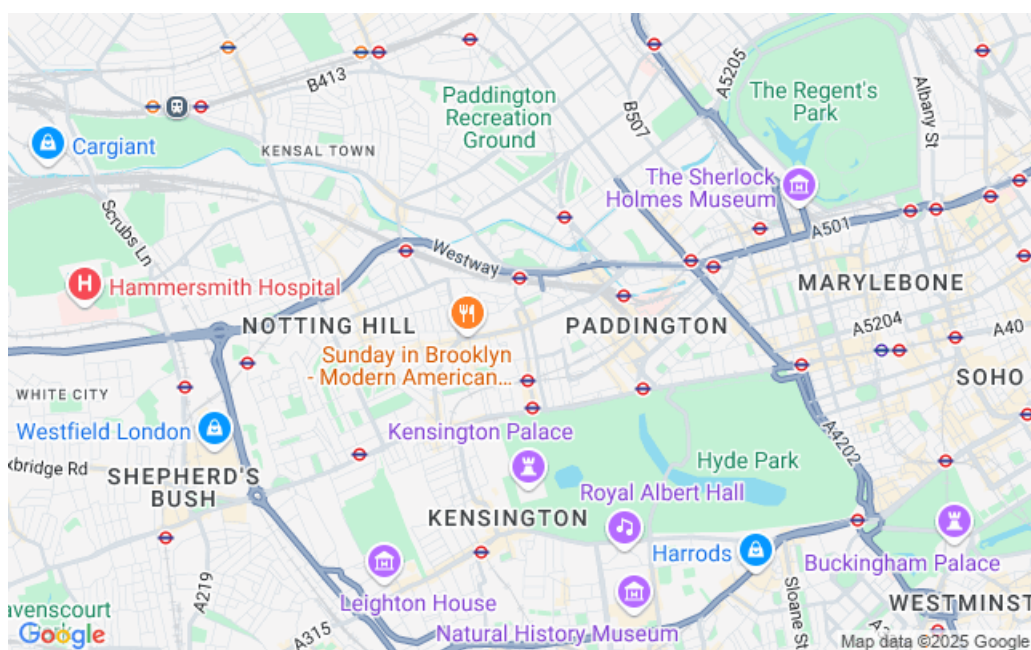 B413
A5205
Albany St
The Regent's
Park
Paddington
Recreation
Ground
B507
Cargiant
KENSAL TOWN
The Sherlock
Holmes Museum
Scrubs Ln
Westway
A501
Hammersmith Hospital
MARYLEBONE
NOTTING HILL
PADDINGTON
A5204
A40
Sunday in Brooklyn
- Modern American...
SOHO
WHITE CITY
Westfield London
Kensington Palace
A4202
xbridge Rd
Hyde Park
SHEPHERD'S
BUSH
Royal Albert Hall
KENSINGTON
Harrods
Buckingham Palace
A219
Leighton House
Sloane St
avenscourt
WESTMINST
Google
A315
Natural History Museum
Map data ©2025 Google